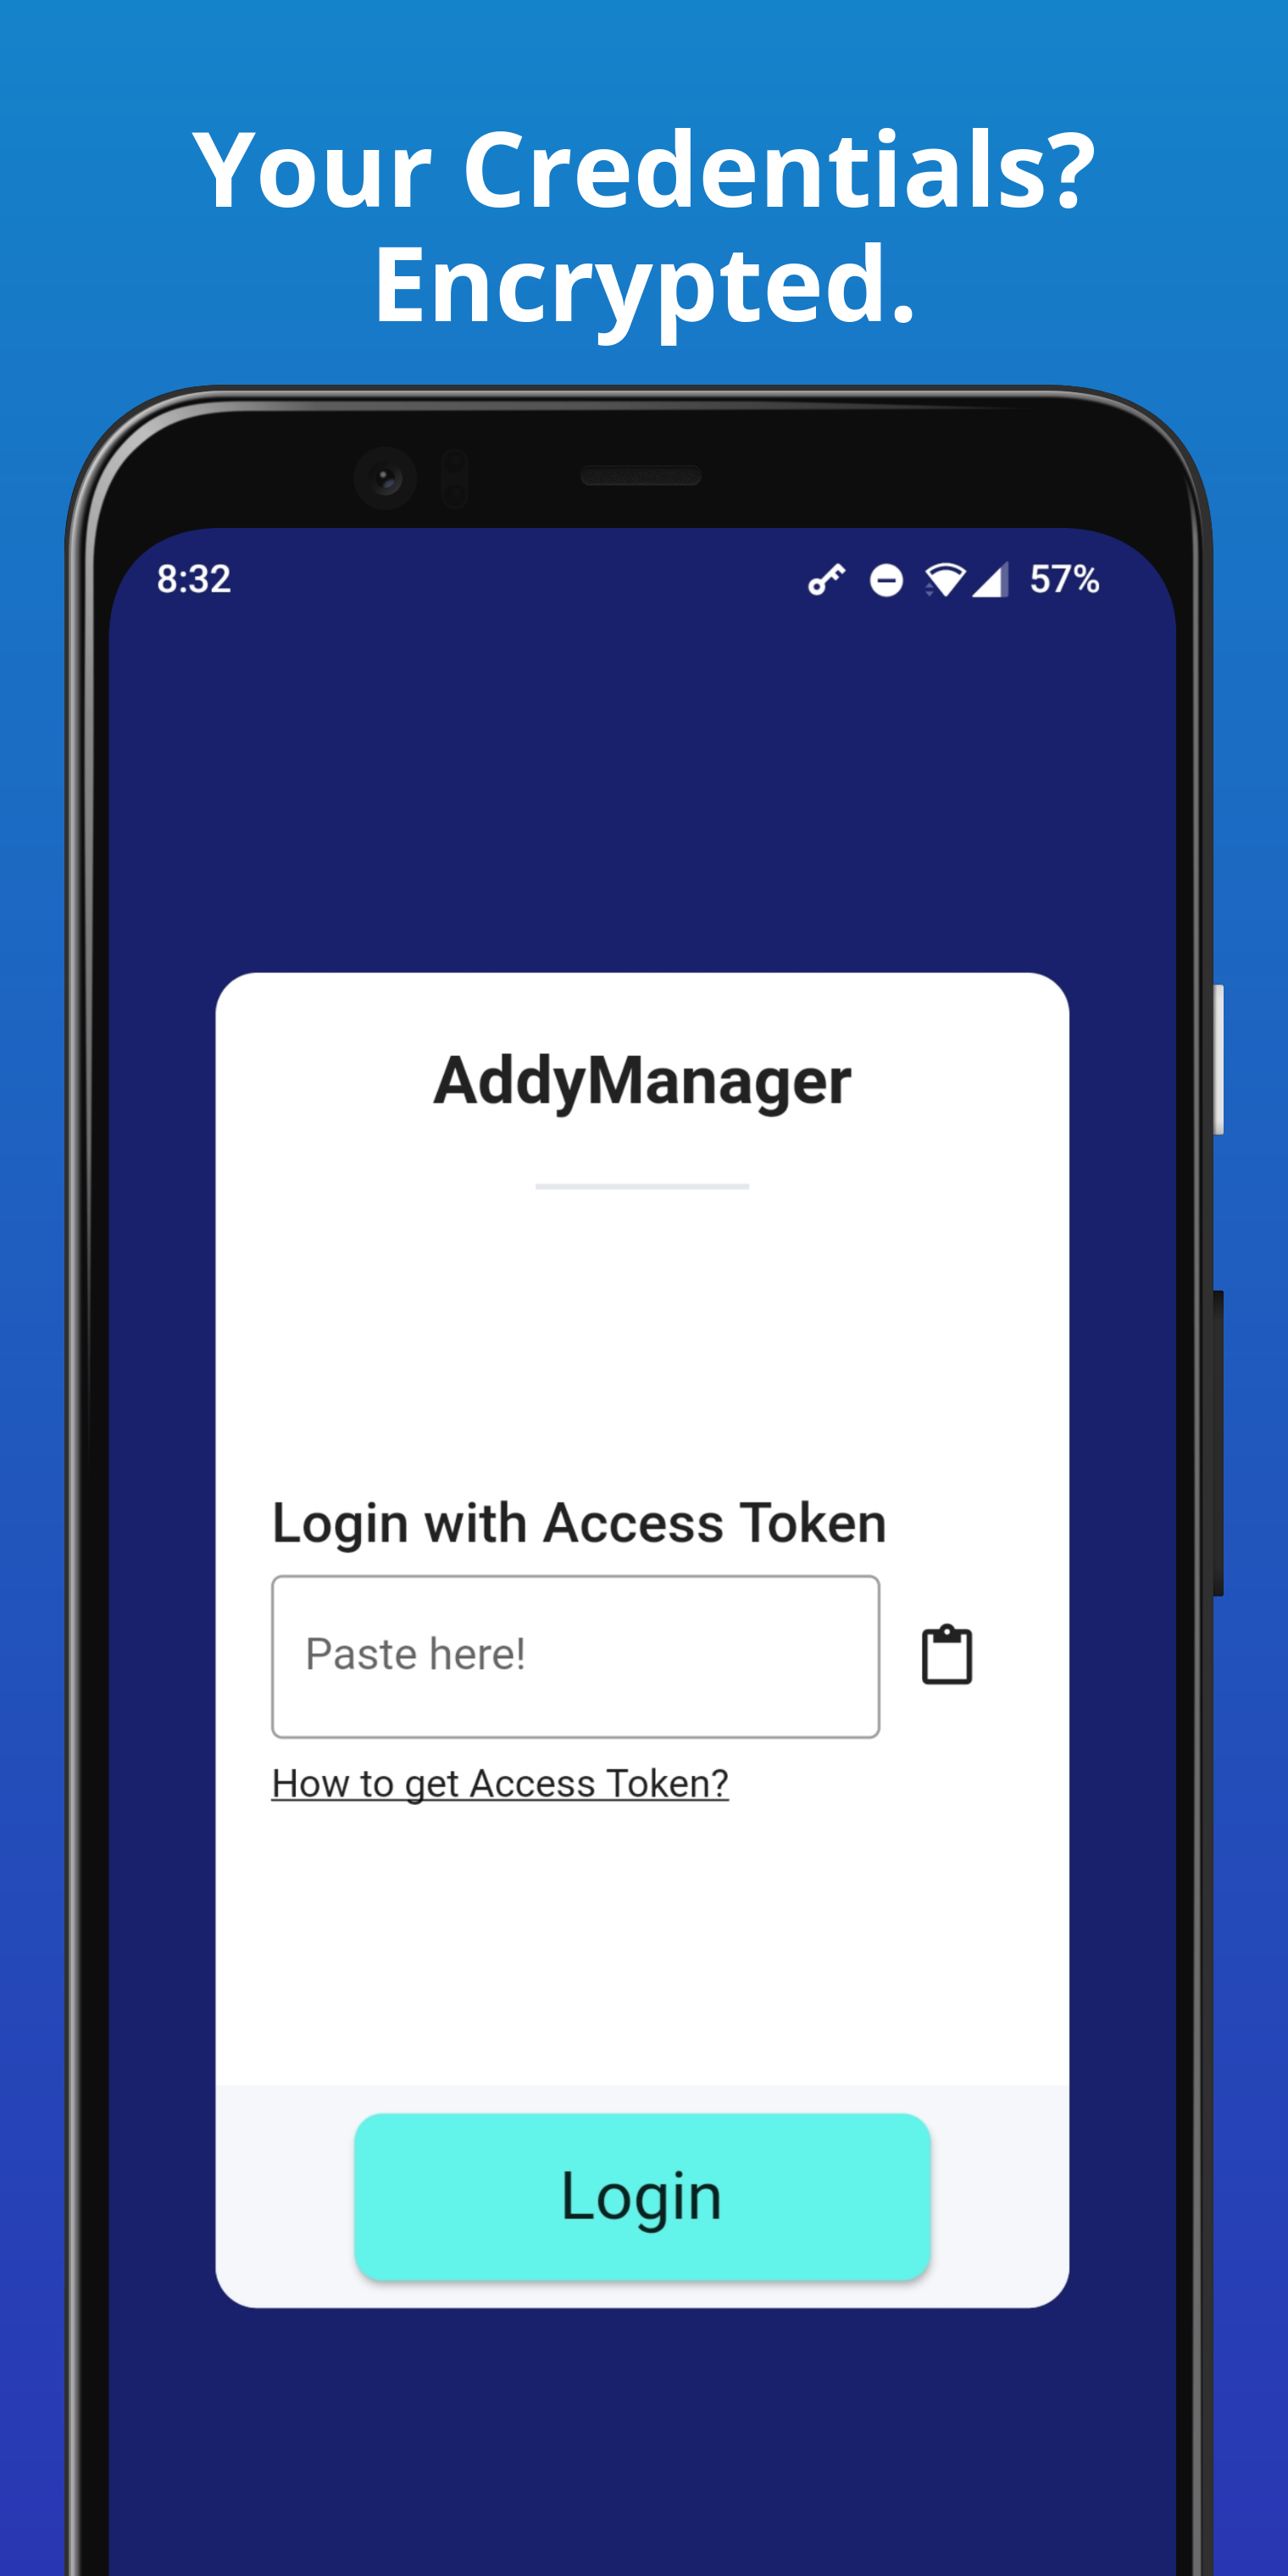 Your Credentials?
Encrypted.
8:32
57%
AddyManager
Login with Access Token
Paste here!
How to get Access Token?
Login